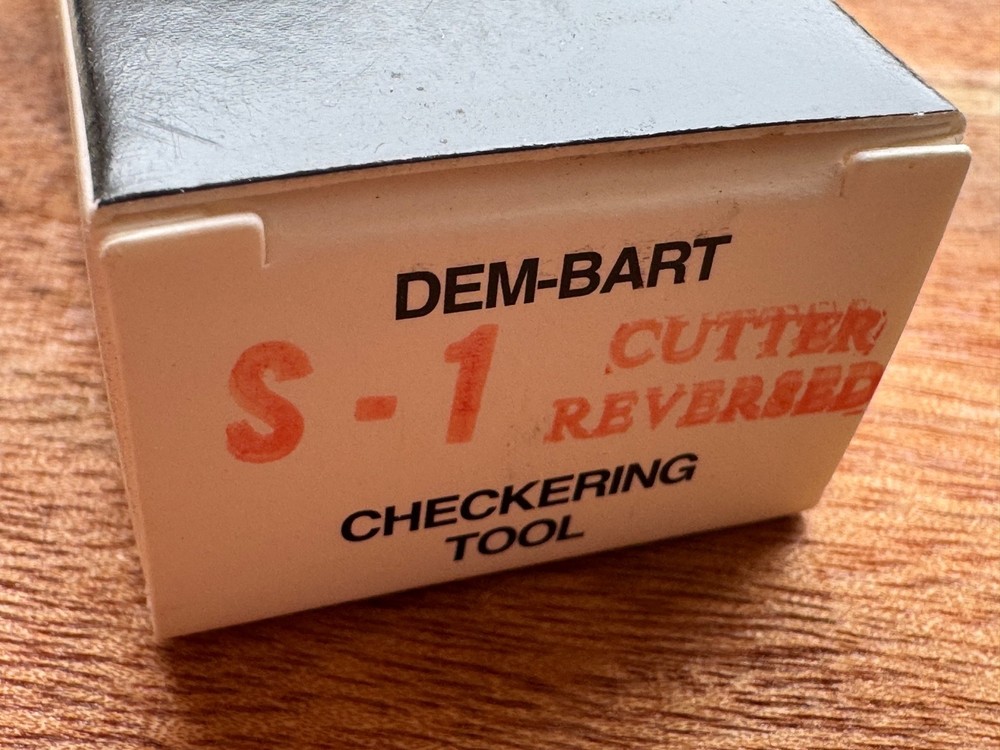 DEM-BART
S-1 CUTTER
REVERSED
CHECKERING
TOOL